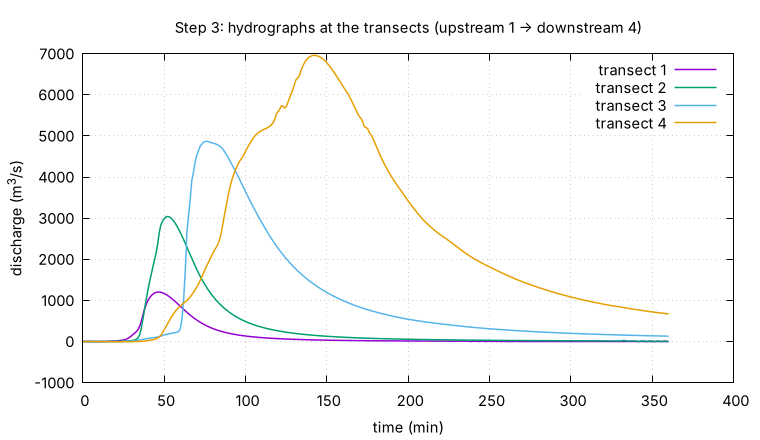 Step 3: hydrographs at the transects (upstream 1 → downstream 4)
7000
6000
5000
4000
3000
2000
1000
0
-1000
discharge (m³/s)
transect 1
transect 2
transect 3
transect 4
0 50 100 150 200 250 300 350 400
time (min)